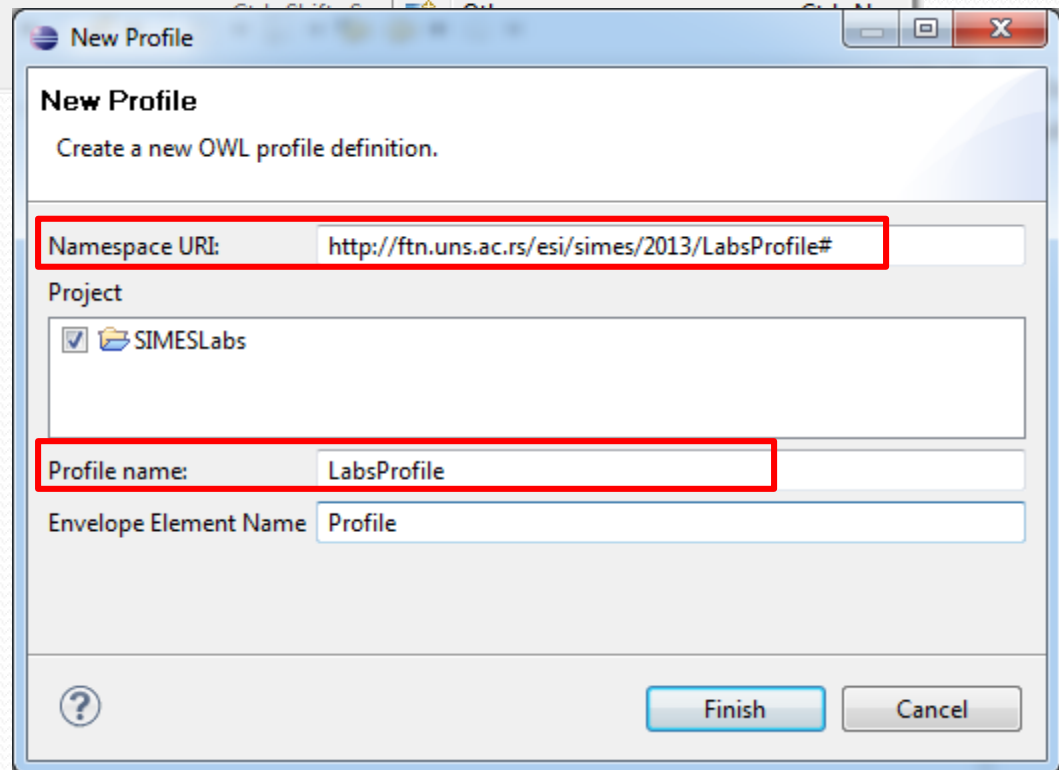 New Profile
New Profile
Create a new OWL profile definition.
Namespace URI: http://ftn.uns.ac.rs/esi/simes/2013/LabsProfile#
Project
SIMESLabs
Profile name: LabsProfile
Envelope Element Name Profile
Finish Cancel